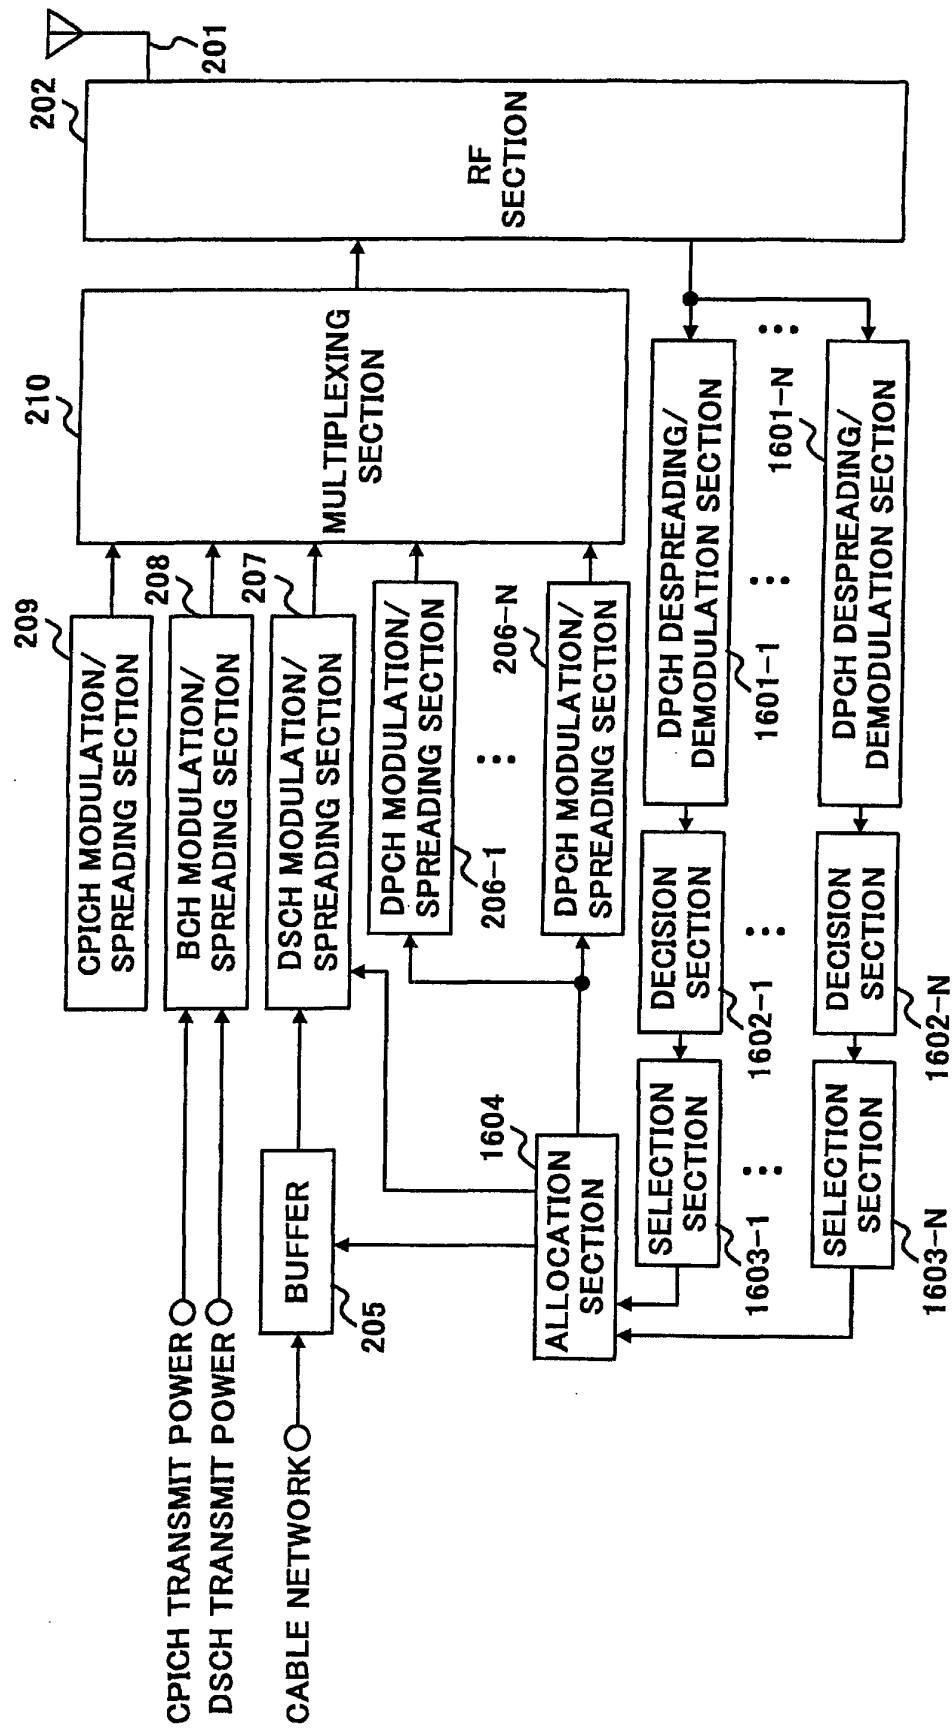 201
202
RF
SECTION
210
MULTIPLEXING
SECTION
209
CPICH MODULATION/
SPREADING SECTION
208
BCH MODULATION/
SPREADING SECTION
207
DSCH MODULATION/
SPREADING SECTION
DPCH MODULATION/
SPREADING SECTION
206-1
206-N
DPCH MODULATION/
SPREADING SECTION
CPICH TRANSMIT POWER
DSCH TRANSMIT POWER
CABLE NETWORK
BUFFER
205
1604
ALLOCATION
SECTION
DPCH DESPREADING/
DEMODULATION SECTION
1601-1
1601-N
DPCH DESPREADING/
DEMODULATION SECTION
DECISION
SECTION
1602-1
DECISION
SECTION
1602-N
SELECTION
SECTION
1603-1
SELECTION
SECTION
1603-N